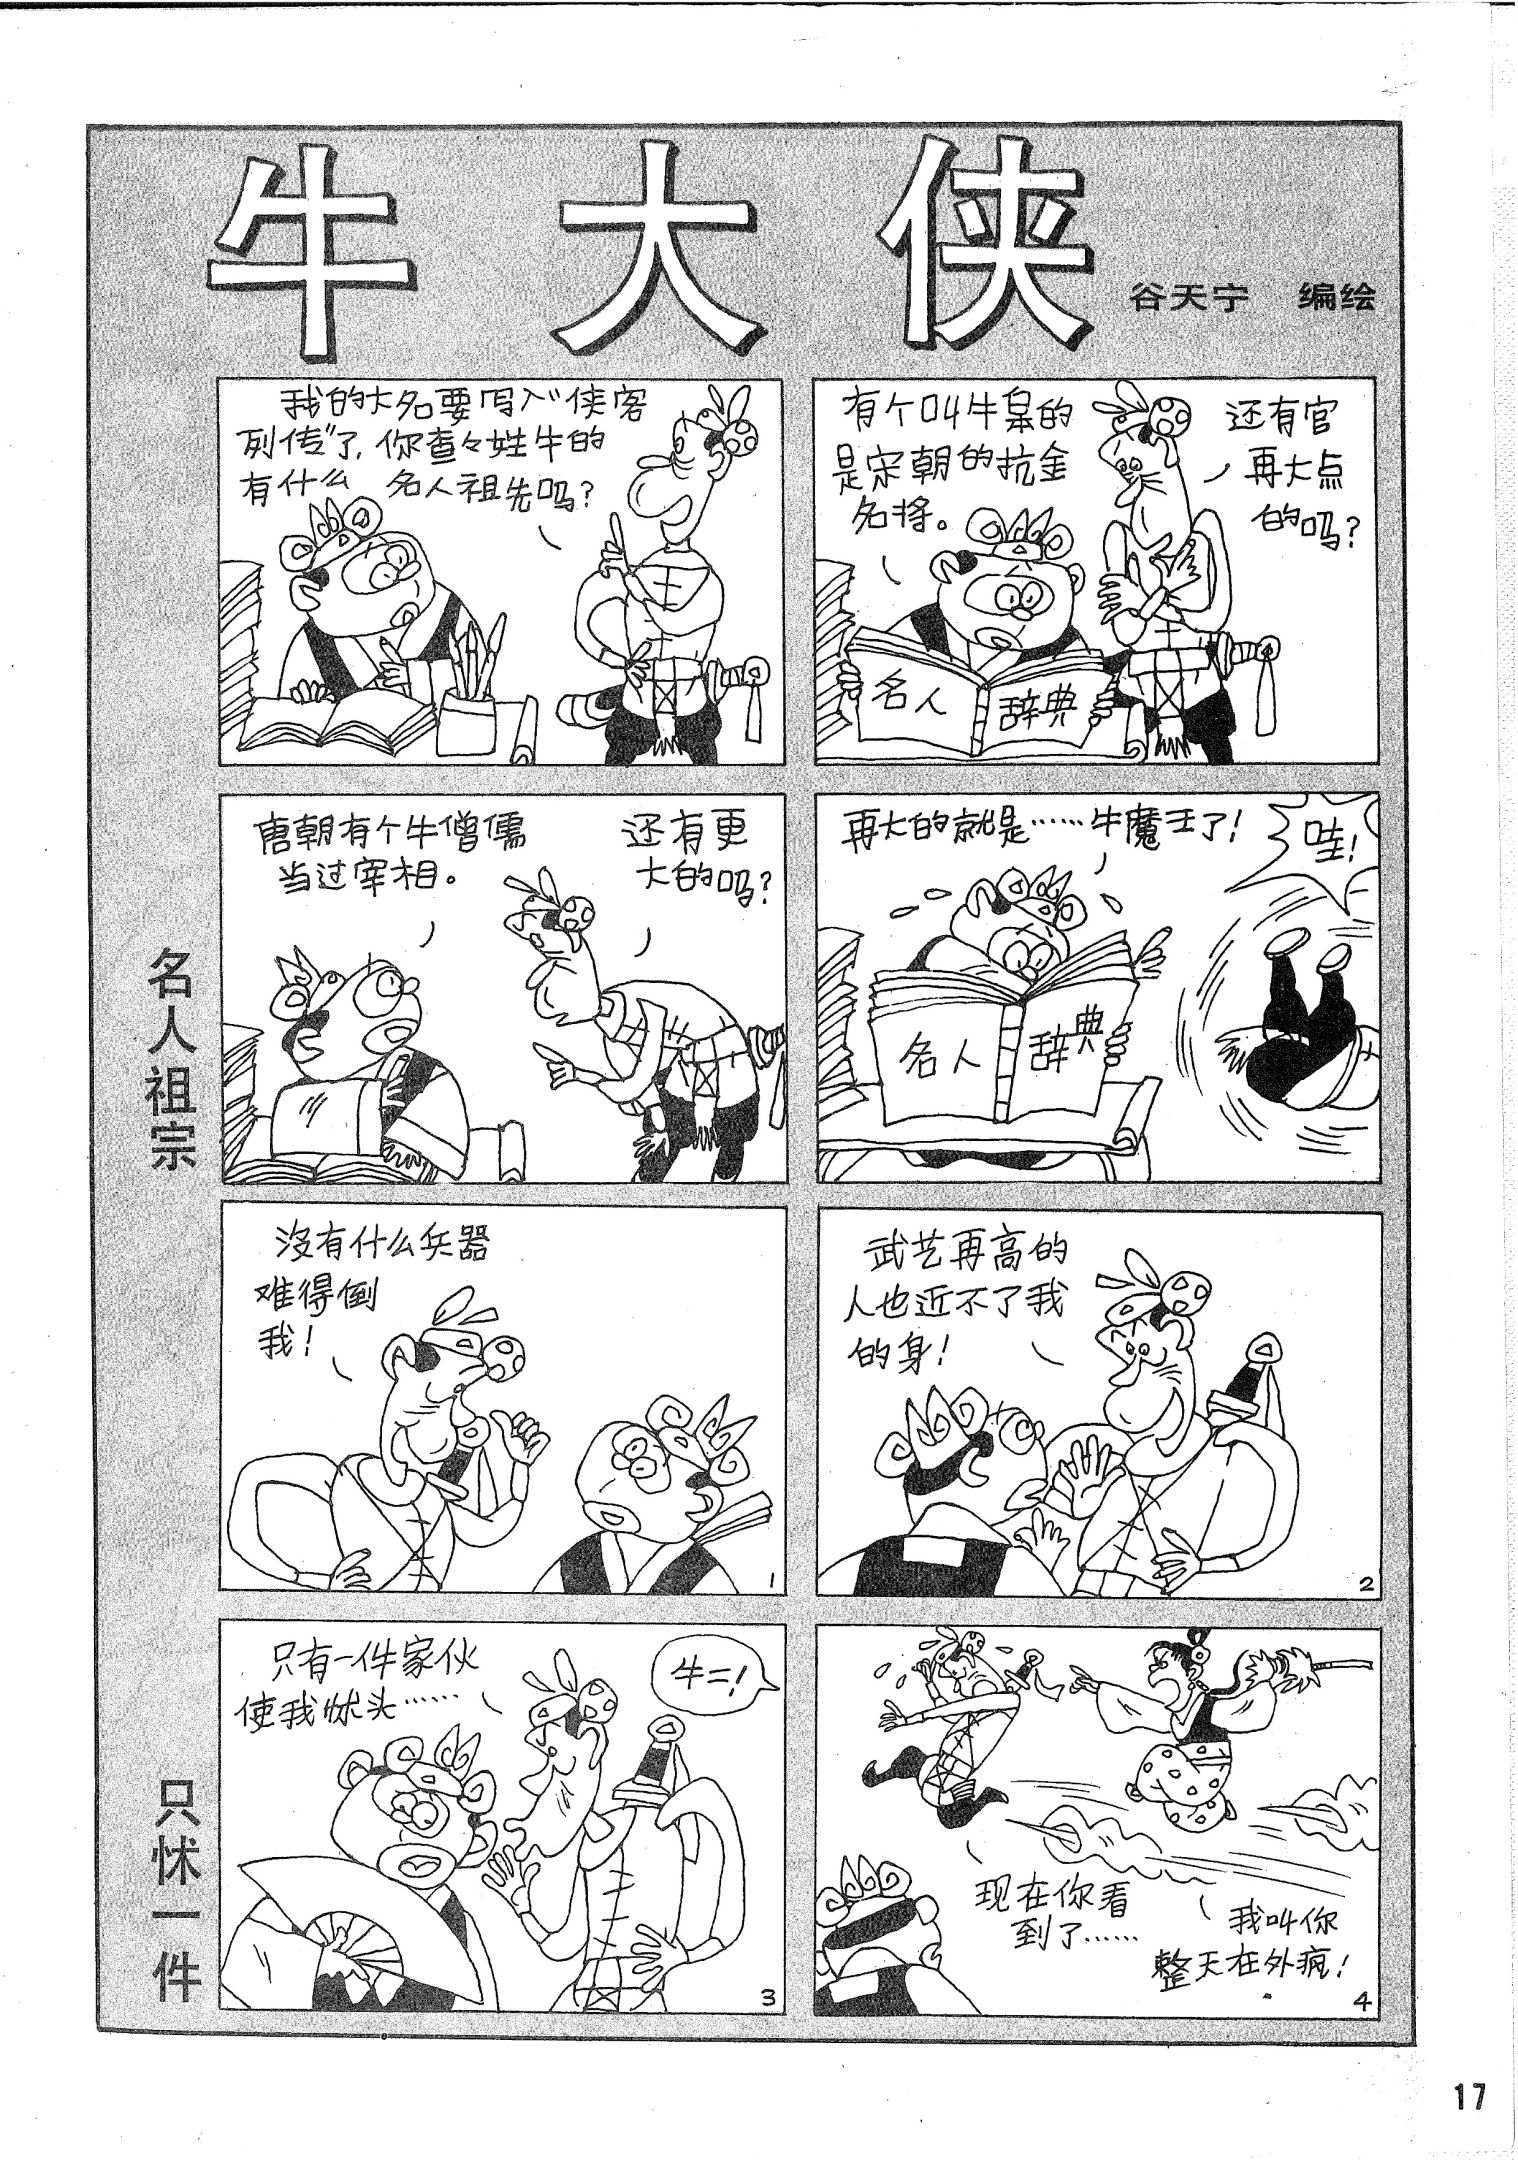 牛大侠
谷天宁 编绘
名人祖宗
我的大名要写入“侠客
列传”了,你查々姓牛的
有什么 名人祖先吗?
有个叫牛皋的
是宋朝的抗金
名将。
还有官
再大点
的吗?
名人 辞典
唐朝有个牛僧儒
当过宰相。
还有更
大的吗?
再大的就是……牛魔王了!
哇!
名人 辞典
只怵一件
没有什么兵器
难得倒
我!
1
武艺再高的
人也近不了我
的身!
2
只有一件家伙
使我怵头……
牛二!
3
现在你看
到了……
我叫你
整天在外疯!
4
17